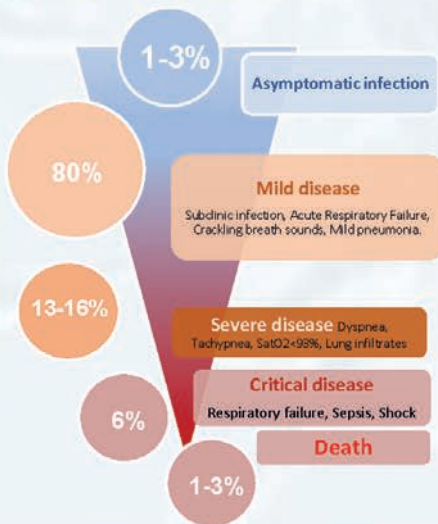 1-3%
Asymptomatic infection
80%
Mild disease
Subclinic infection, Acute Respiratory Failure,
Crackling breath sounds, Mild pneumonia.
13-16%
Severe disease Dyspnea,
Tachypnea, SatO2<93%, Lung infiltrates
Critical disease
Respiratory failure, Sepsis, Shock
6%
Death
1-3%